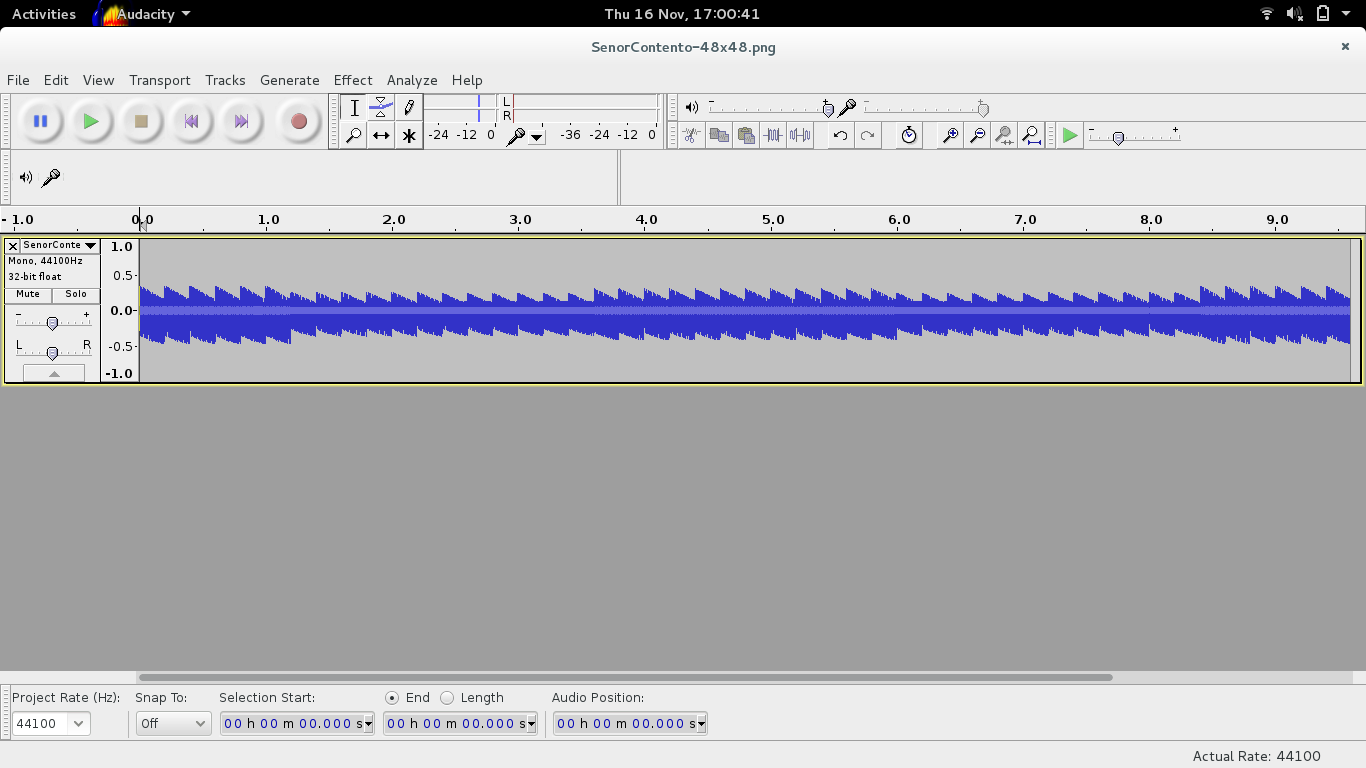 Activities Audacity Thu 16 Nov, 17:00:41
SenorContento-48x48.png ×
File Edit View Transport Tracks Generate Effect Analyze Help
L
R
-24 -12 0 -36 -24 -12 0
- 1.0 0.0 1.0 2.0 3.0 4.0 5.0 6.0 7.0 8.0 9.0
X SenorConte 1.0
Mono, 44100Hz
32-bit float 0.5-
Mute Solo
- + 0.0-
L R -0.5-
-1.0
Project Rate (Hz): Snap To: Selection Start: End Length Audio Position:
44100 Off 00 h 00 m 00.000 s 00 h 00 m 00.000 s 00 h 00 m 00.000 s
Actual Rate: 44100